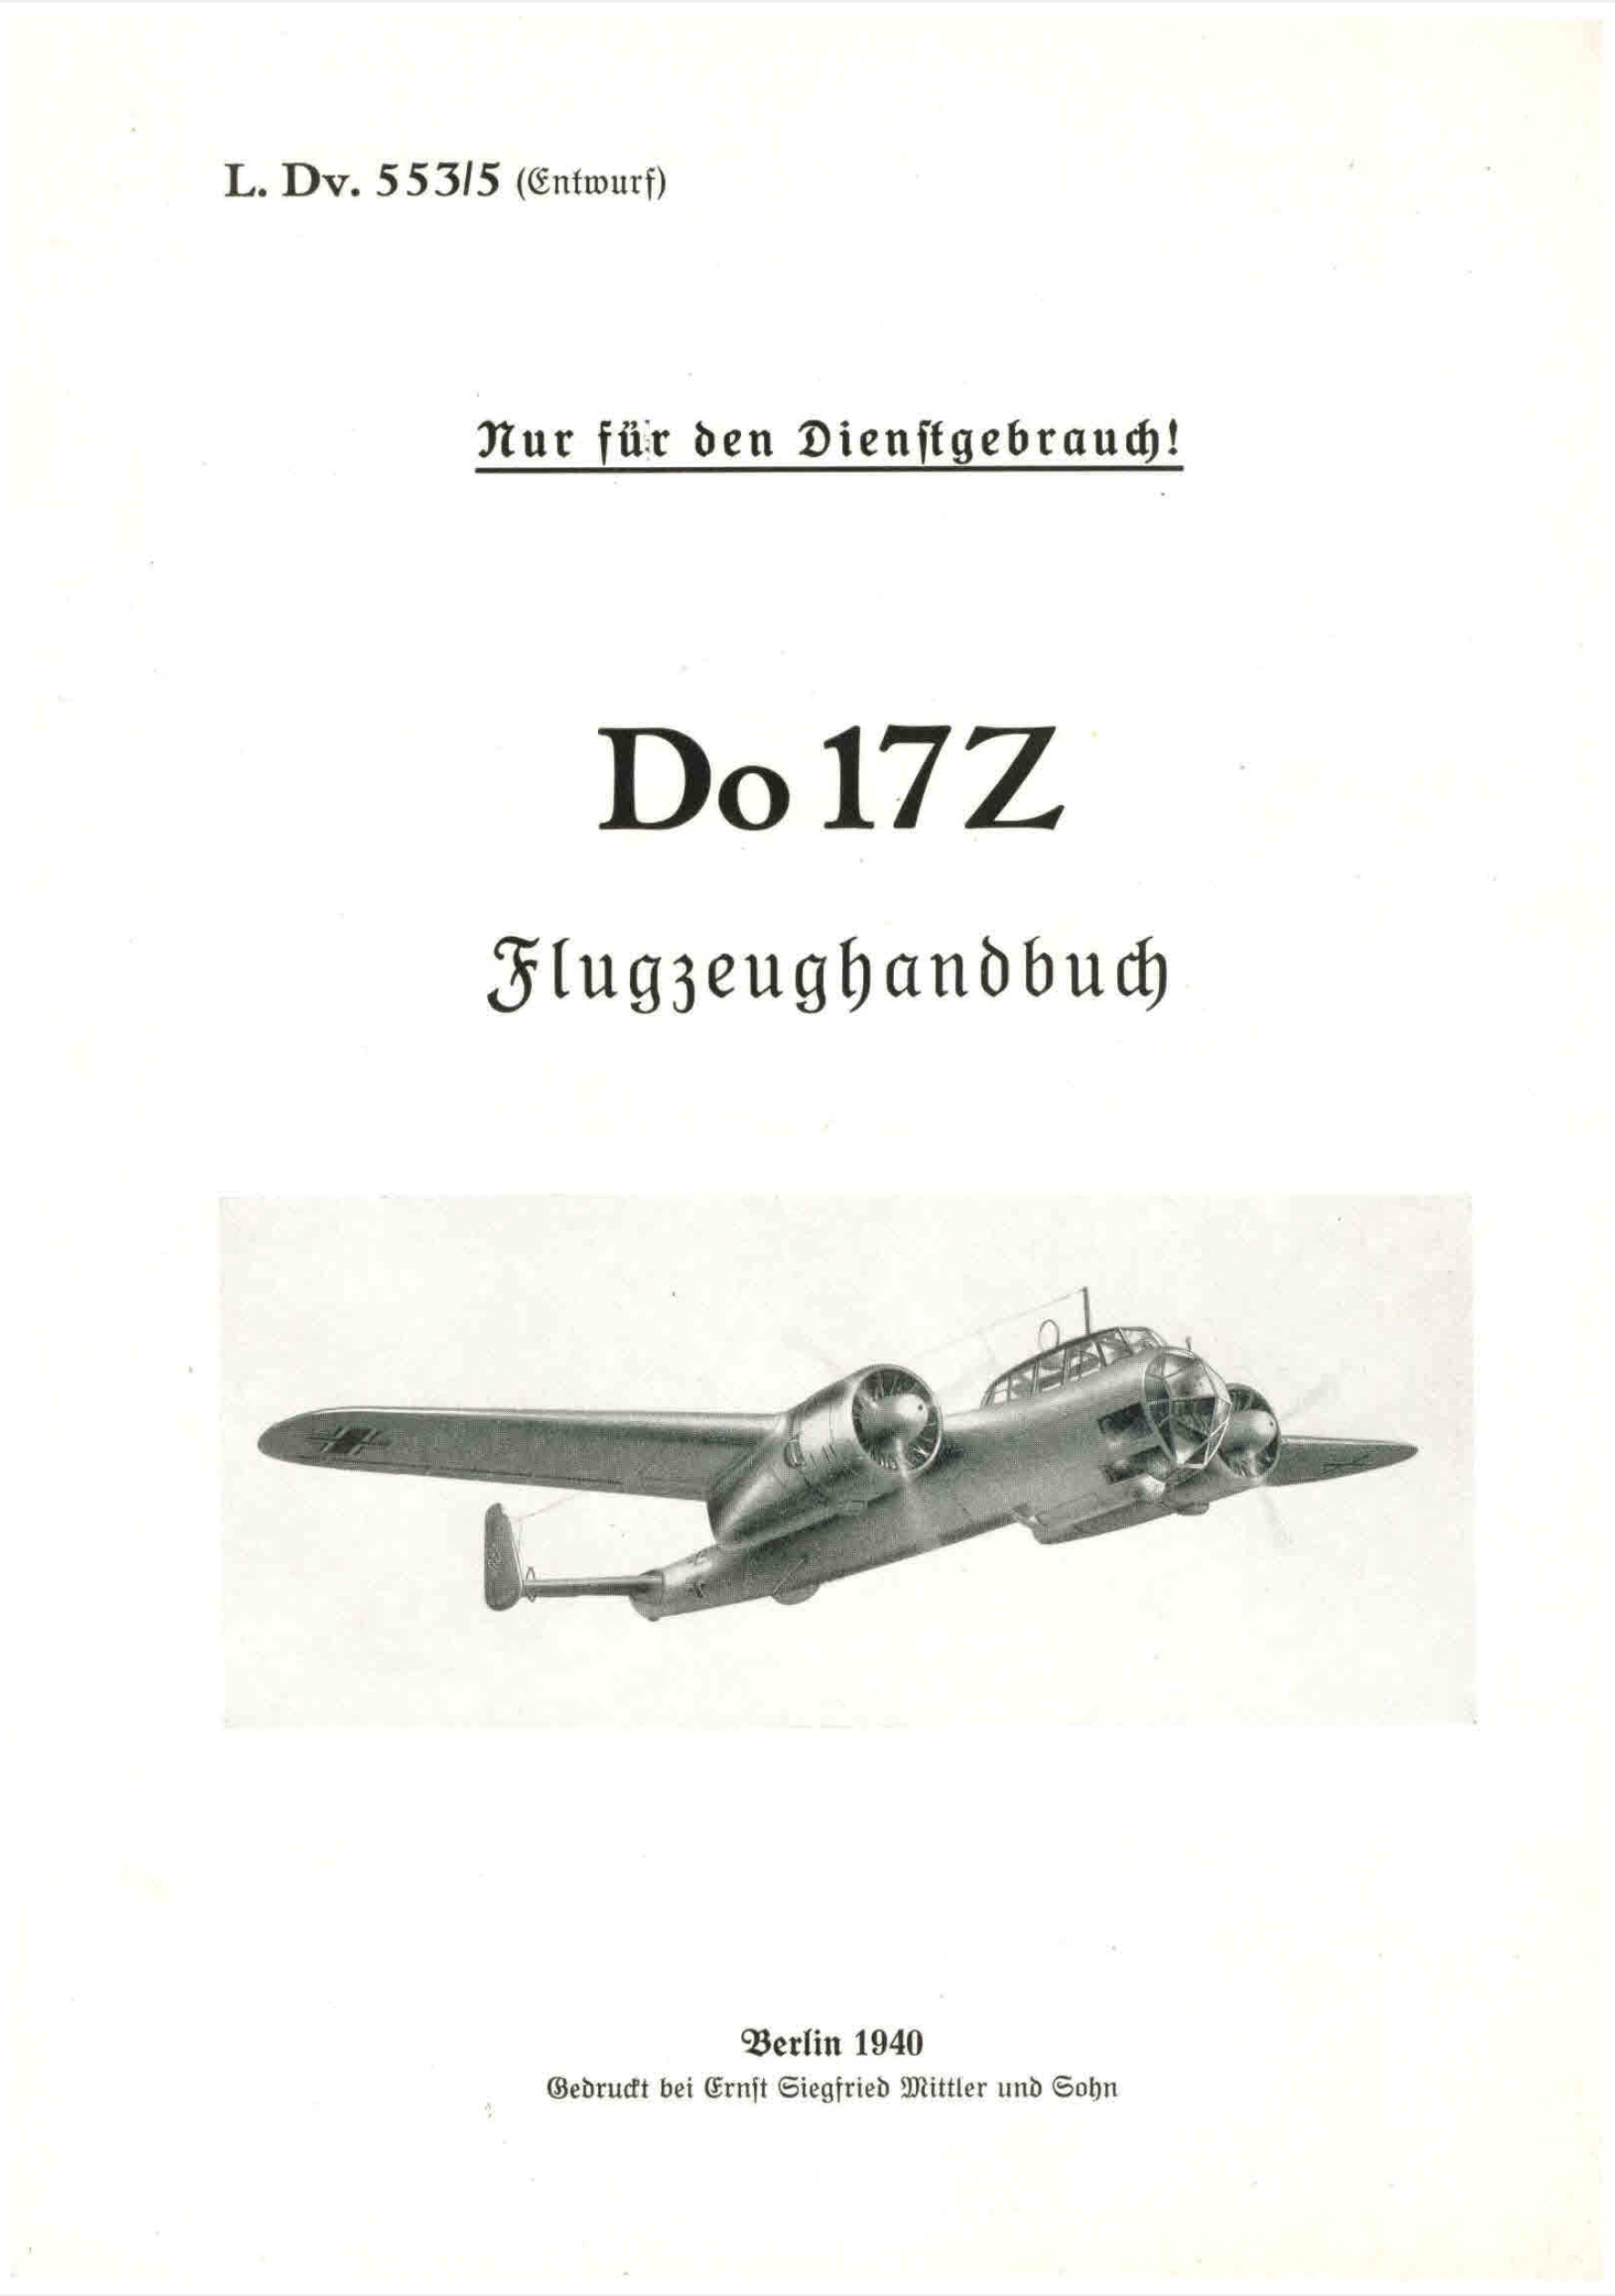 L. Dv. 553/5 (Entwurf)
Nur für den Dienstgebrauch!
Do 17Z
Flugzeughandbuch
Berlin 1940
Gedruckt bei Ernst Siegfried Mittler und Sohn